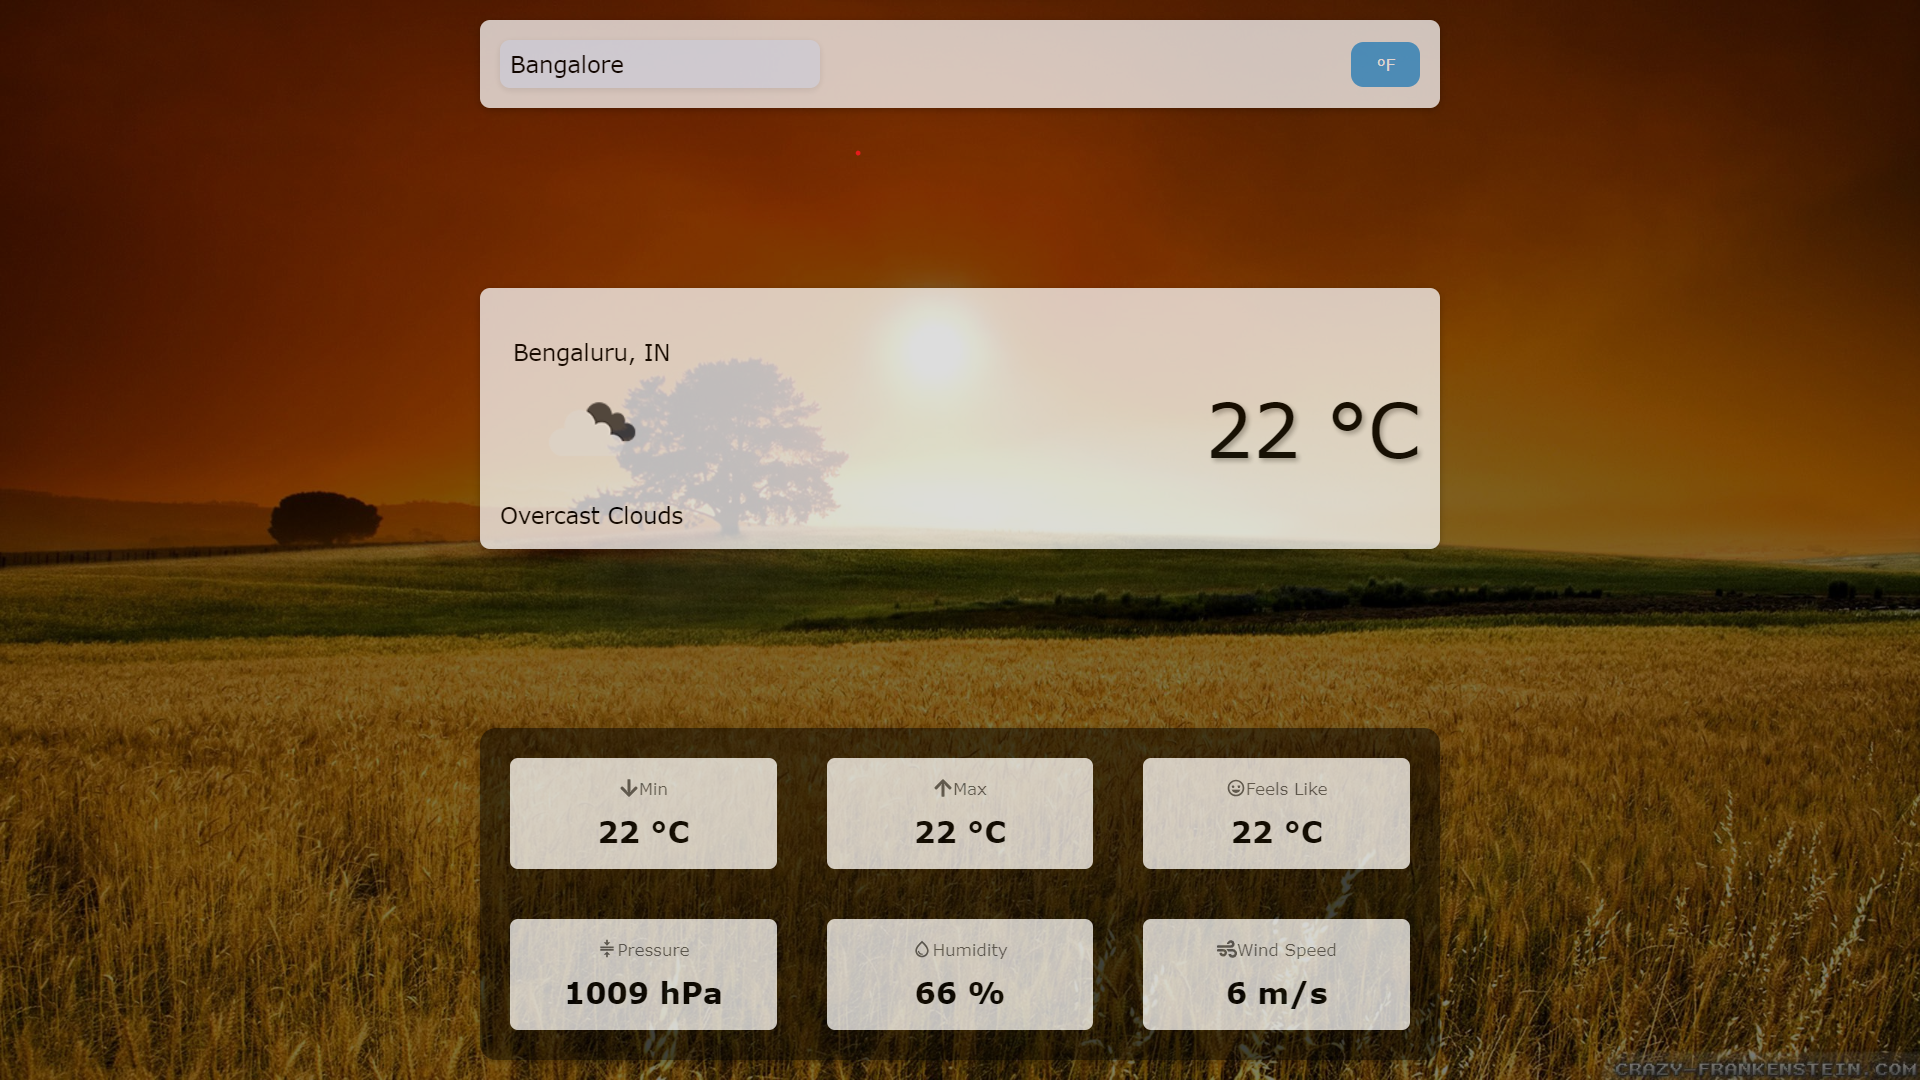 Bangalore
ºF
Bengaluru, IN
22 °C
Overcast Clouds
Min
22 °C
Max
22 °C
Feels Like
22 °C
Pressure
1009 hPa
Humidity
66 %
Wind Speed
6 m/s
CRAZY-FRANKENSTEIN.COM